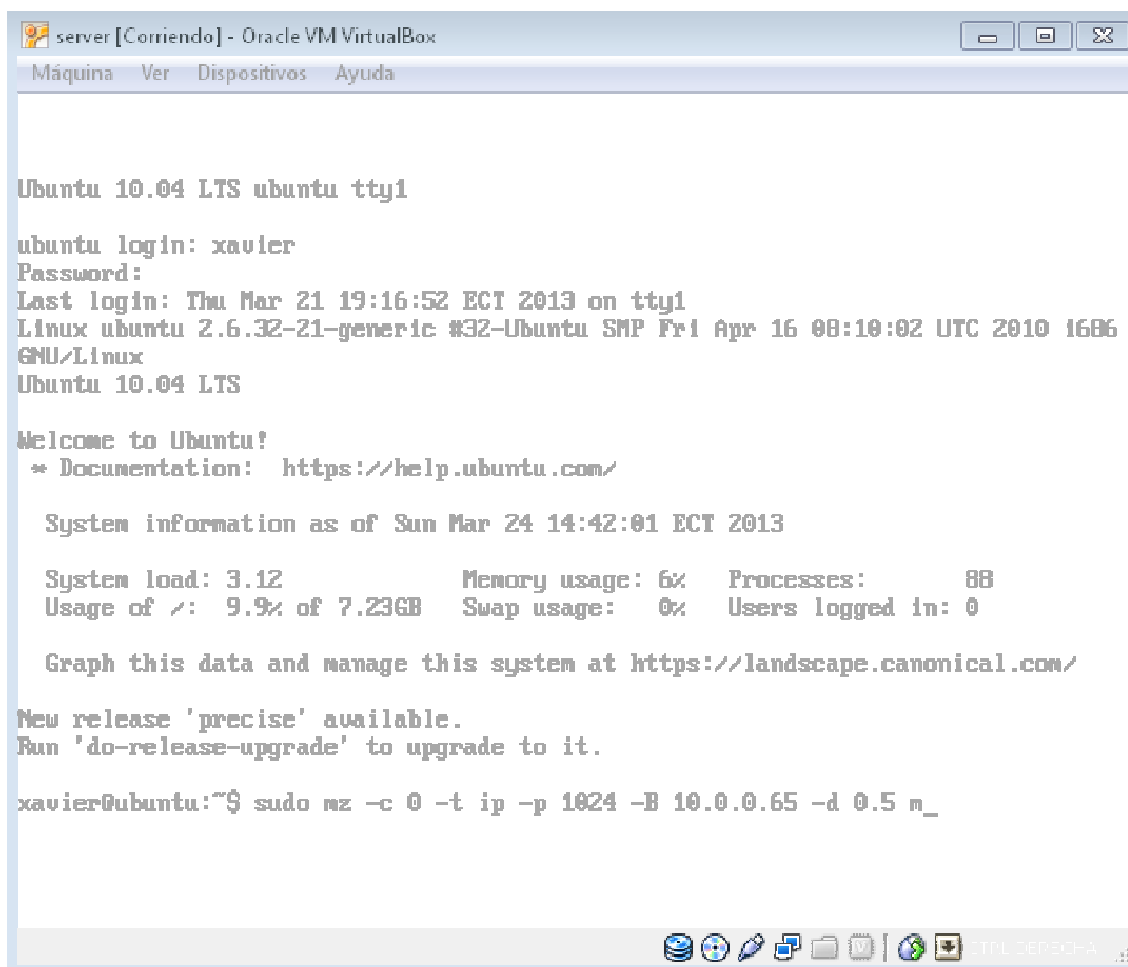 server [Corriendo] - Oracle VM VirtualBox
Máquina Ver Dispositivos Ayuda
Ubuntu 10.04 LTS ubuntu tty1
ubuntu login: xavier
Password:
Last login: Thu Mar 21 19:16:52 ECT 2013 on tty1
Linux ubuntu 2.6.32-21-generic #32-Ubuntu SMP Fri Apr 16 08:10:02 UTC 2010 i686
GNU/Linux
Ubuntu 10.04 LTS
Welcome to Ubuntu!
* Documentation: https://help.ubuntu.com/
System information as of Sun Mar 24 14:42:01 ECT 2013
System load: 3.12 Memory usage: 6% Processes: 88
Usage of /: 9.9% of 7.23GB Swap usage: 0% Users logged in: 0
Graph this data and manage this system at https://landscape.canonical.com/
New release 'precise' available.
Run 'do-release-upgrade' to upgrade to it.
xavier@ubuntu:~$ sudo mz -c 0 -t ip -p 1024 -B 10.0.0.65 -d 0.5 m_
CTRL DERECHA